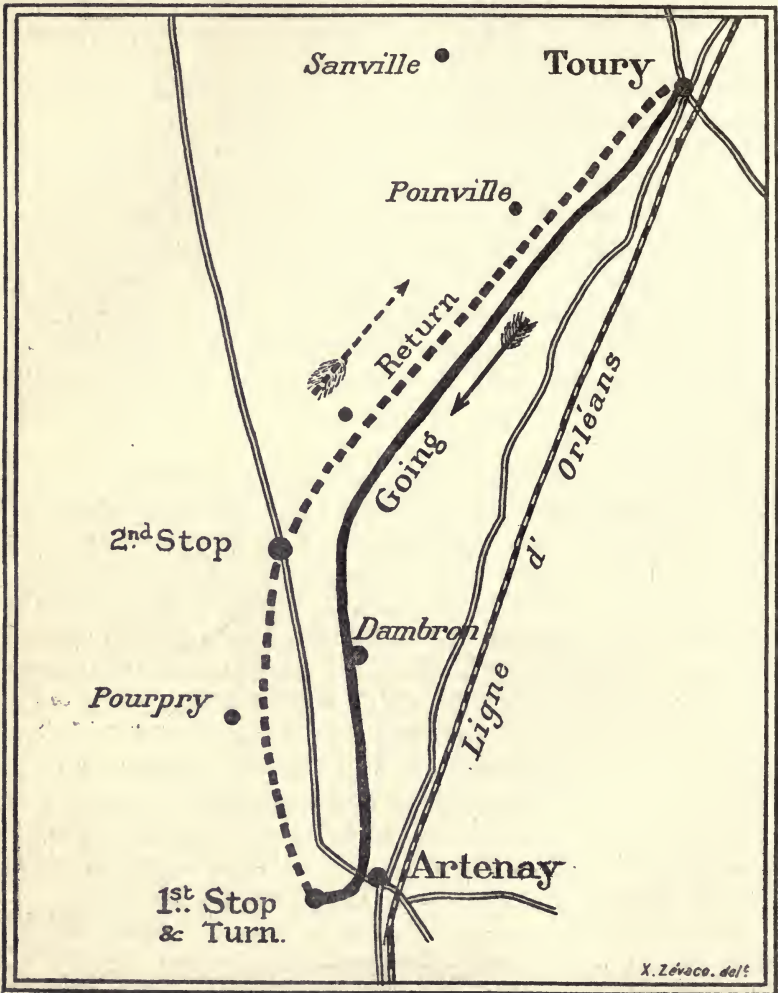 Sanville
Toury
Poinville
Return
Going
Ligne d' Orléans
2nd Stop
Dambron
Pourpry
Artenay
1st Stop
& Turn.
X. Zévaco. delt